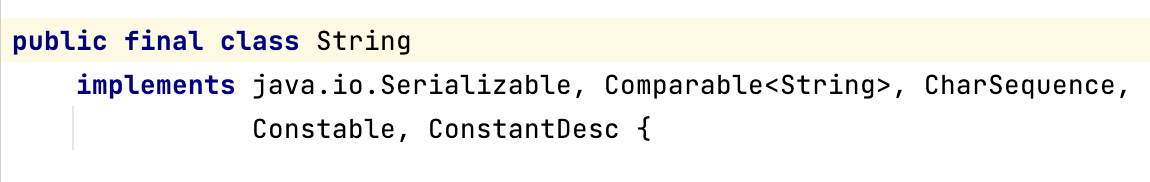 public final class String
    implements java.io.Serializable, Comparable<String>, CharSequence,
               Constable, ConstantDesc {